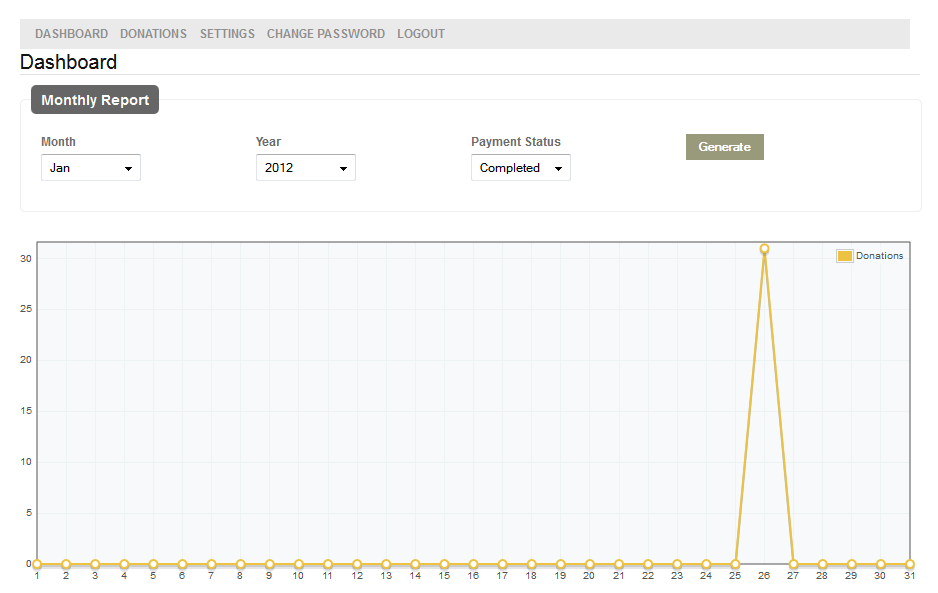 DASHBOARD DONATIONS SETTINGS CHANGE PASSWORD LOGOUT
Dashboard
Monthly Report
Month Year Payment Status
Jan 2012 Completed Generate
Donations
30
25
20
15
10
5
0
1 2 3 4 5 6 7 8 9 10 11 12 13 14 15 16 17 18 19 20 21 22 23 24 25 26 27 28 29 30 31